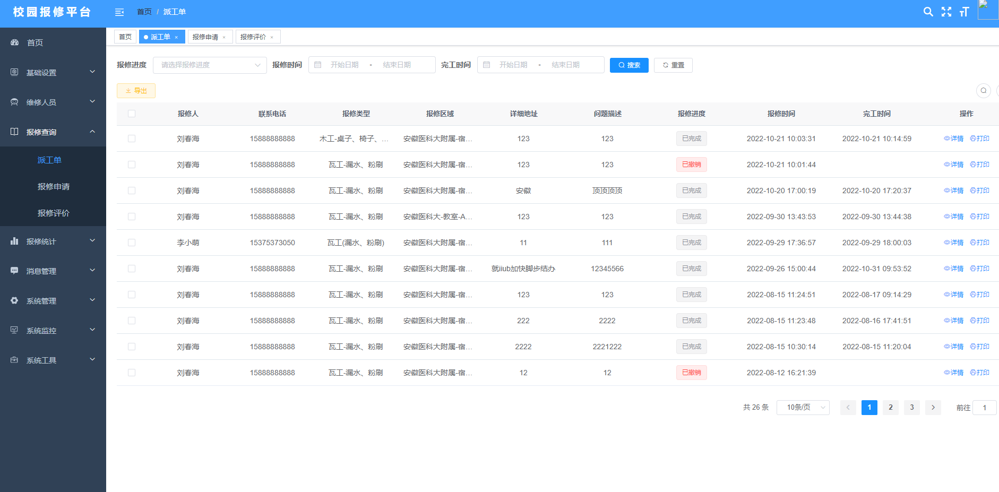 校园报修平台
首页 / 派工单
首页
基础设置
维修人员
报修查询
派工单
报修申请
报修评价
报修统计
消息管理
系统管理
系统监控
系统工具
首页 派工单 × 报修申请 × 报修评价 ×
报修进度 请选择报修进度 报修时间 开始日期 - 结束日期 完工时间 开始日期 - 结束日期 搜索 重置
导出
报修人 联系电话 报修类型 报修区域 详细地址 问题描述 报修进度 报修时间 完工时间 操作
刘春海 15888888888 木工-桌子、椅子、… 安徽医科大附属-宿… 123 123 已完成 2022-10-21 10:03:31 2022-10-21 10:14:59 详情 打印
刘春海 15888888888 瓦工-漏水、粉刷 安徽医科大附属-宿… 123 123 已撤销 2022-10-21 10:01:44 详情 打印
刘春海 15888888888 瓦工-漏水、粉刷 安徽医科大附属-宿… 安徽 顶顶顶顶 已完成 2022-10-20 17:00:19 2022-10-20 17:20:37 详情 打印
刘春海 15888888888 瓦工-漏水、粉刷 安徽医科大-教室-A… 123 123 已完成 2022-09-30 13:43:53 2022-09-30 13:44:38 详情 打印
李小萌 15375373050 瓦工(漏水、粉刷) 安徽医科大附属-宿… 11 111 已完成 2022-09-29 17:36:57 2022-09-29 18:00:03 详情 打印
刘春海 15888888888 瓦工-漏水、粉刷 安徽医科大附属-宿… 就iiub加快脚步结办 12345566 已完成 2022-09-26 15:00:44 2022-10-31 09:53:52 详情 打印
刘春海 15888888888 瓦工-漏水、粉刷 安徽医科大附属-宿… 123 123 已完成 2022-08-15 11:24:51 2022-08-17 09:14:29 详情 打印
刘春海 15888888888 瓦工-漏水、粉刷 安徽医科大附属-宿… 222 2222 已完成 2022-08-15 11:23:48 2022-08-16 17:41:51 详情 打印
刘春海 15888888888 瓦工-漏水、粉刷 安徽医科大附属-宿… 2222 2221222 已完成 2022-08-15 10:30:14 2022-08-15 11:20:04 详情 打印
刘春海 15888888888 瓦工-漏水、粉刷 安徽医科大附属-宿… 12 12 已撤销 2022-08-12 16:21:39 详情 打印
共 26 条 10条/页 1 2 3 前往 1